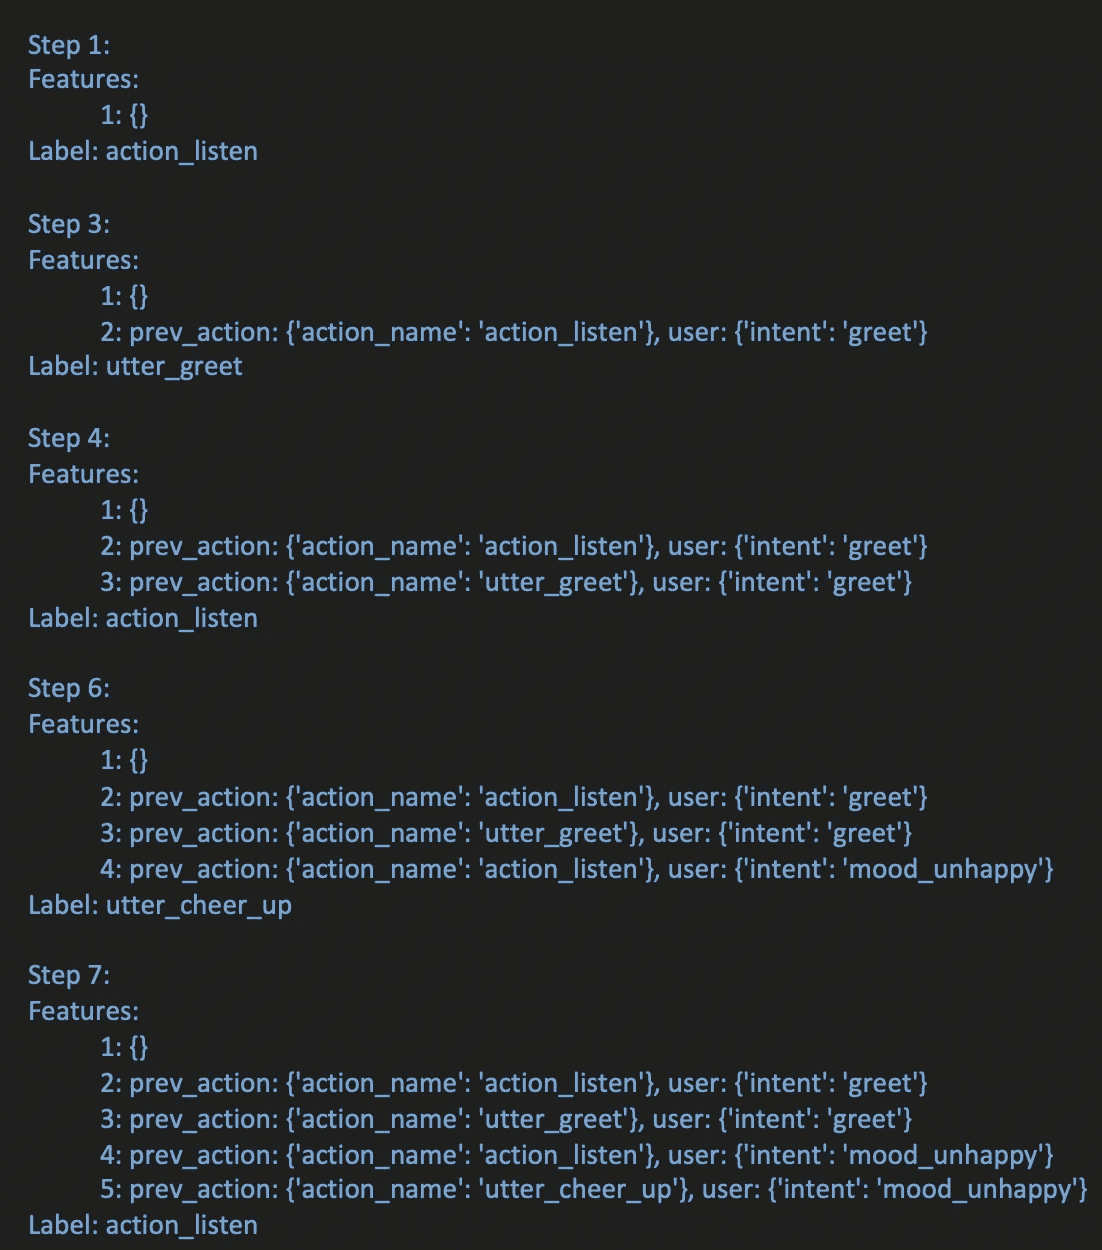 Step 1:
Features:
1: {}
Label: action_listen
Step 3:
Features:
1: {}
2: prev_action: {'action_name': 'action_listen'}, user: {'intent': 'greet'}
Label: utter_greet
Step 4:
Features:
1: {}
2: prev_action: {'action_name': 'action_listen'}, user: {'intent': 'greet'}
3: prev_action: {'action_name': 'utter_greet'}, user: {'intent': 'greet'}
Label: action_listen
Step 6:
Features:
1: {}
2: prev_action: {'action_name': 'action_listen'}, user: {'intent': 'greet'}
3: prev_action: {'action_name': 'utter_greet'}, user: {'intent': 'greet'}
4: prev_action: {'action_name': 'action_listen'}, user: {'intent': 'mood_unhappy'}
Label: utter_cheer_up
Step 7:
Features:
1: {}
2: prev_action: {'action_name': 'action_listen'}, user: {'intent': 'greet'}
3: prev_action: {'action_name': 'utter_greet'}, user: {'intent': 'greet'}
4: prev_action: {'action_name': 'action_listen'}, user: {'intent': 'mood_unhappy'}
5: prev_action: {'action_name': 'utter_cheer_up'}, user: {'intent': 'mood_unhappy'}
Label: action_listen